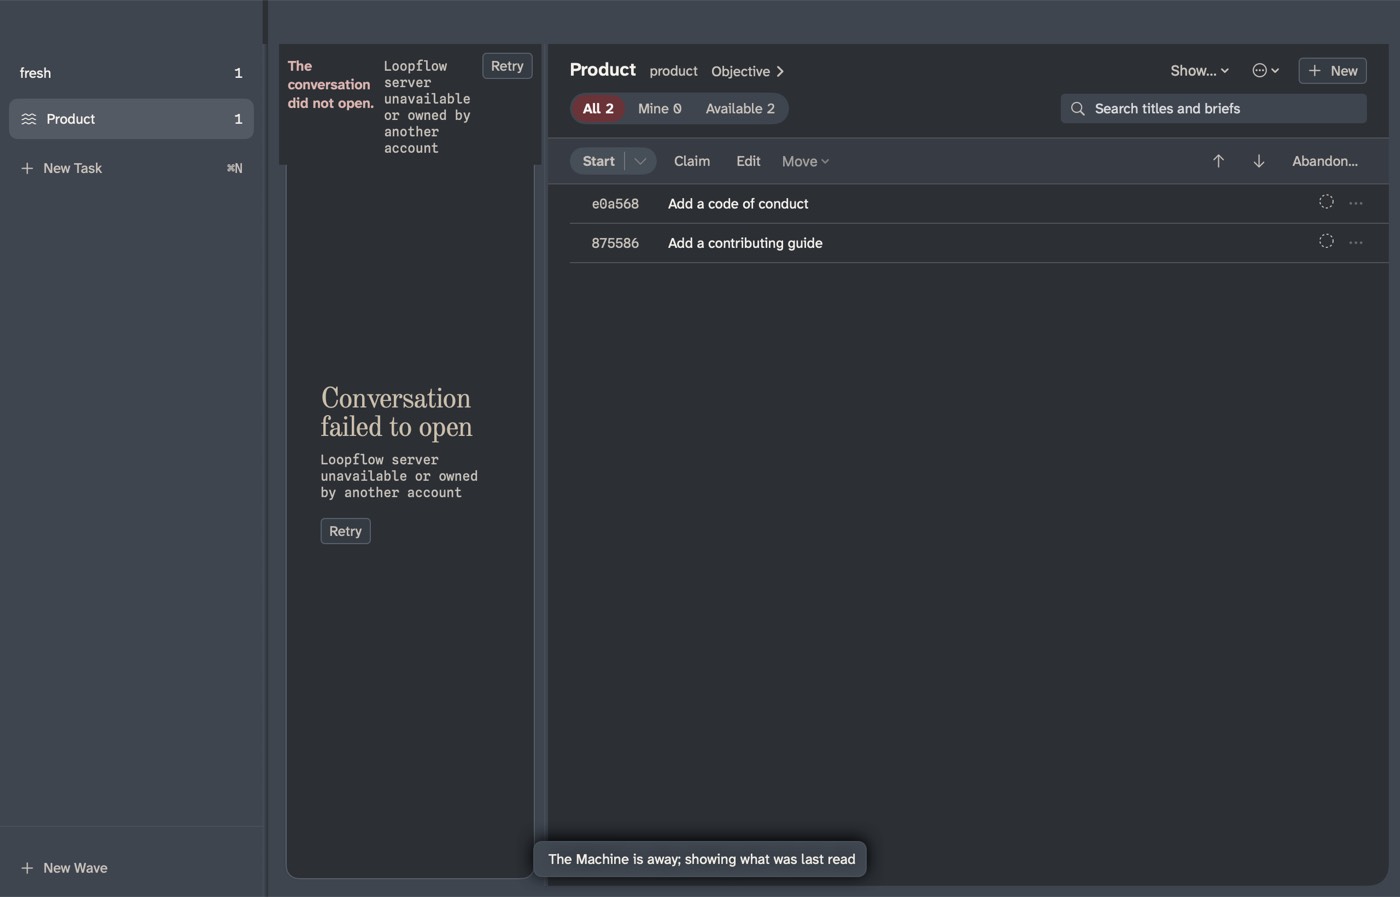 fresh 1
Product 1
New Task ⌘N
New Wave
The
conversation
did not open.
Loopflow
server
unavailable
or owned by
another
account
Retry
Conversation
failed to open
Loopflow server
unavailable or owned
by another account
Retry
Product product Objective
Show... New
All 2 Mine 0 Available 2
Search titles and briefs
Start Claim Edit Move Abandon...
e0a568 Add a code of conduct
875586 Add a contributing guide
The Machine is away; showing what was last read